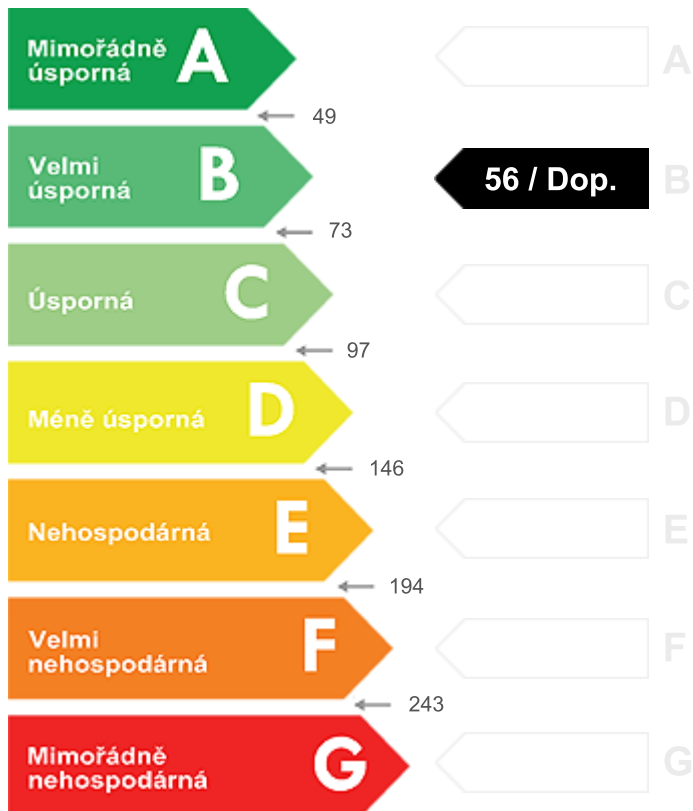 Mimořádně
úsporná
A
A
49
Velmi
úsporná
B
56 / Dop.
B
73
Úsporná
C
C
97
Méně úsporná
D
D
146
Nehospodárná
E
E
194
Velmi
nehospodárná
F
F
243
Mimořádně
nehospodárná
G
G